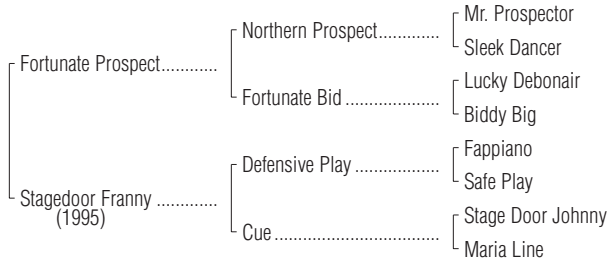 Mr. Prospector
Northern Prospect.............
Sleek Dancer
Fortunate Prospect............
Lucky Debonair
Fortunate Bid ....................
Biddy Big
Fappiano
Defensive Play ..................
Safe Play
Stagedoor Franny .............
(1995)
Stage Door Johnny
Cue ...................................
Maria Line